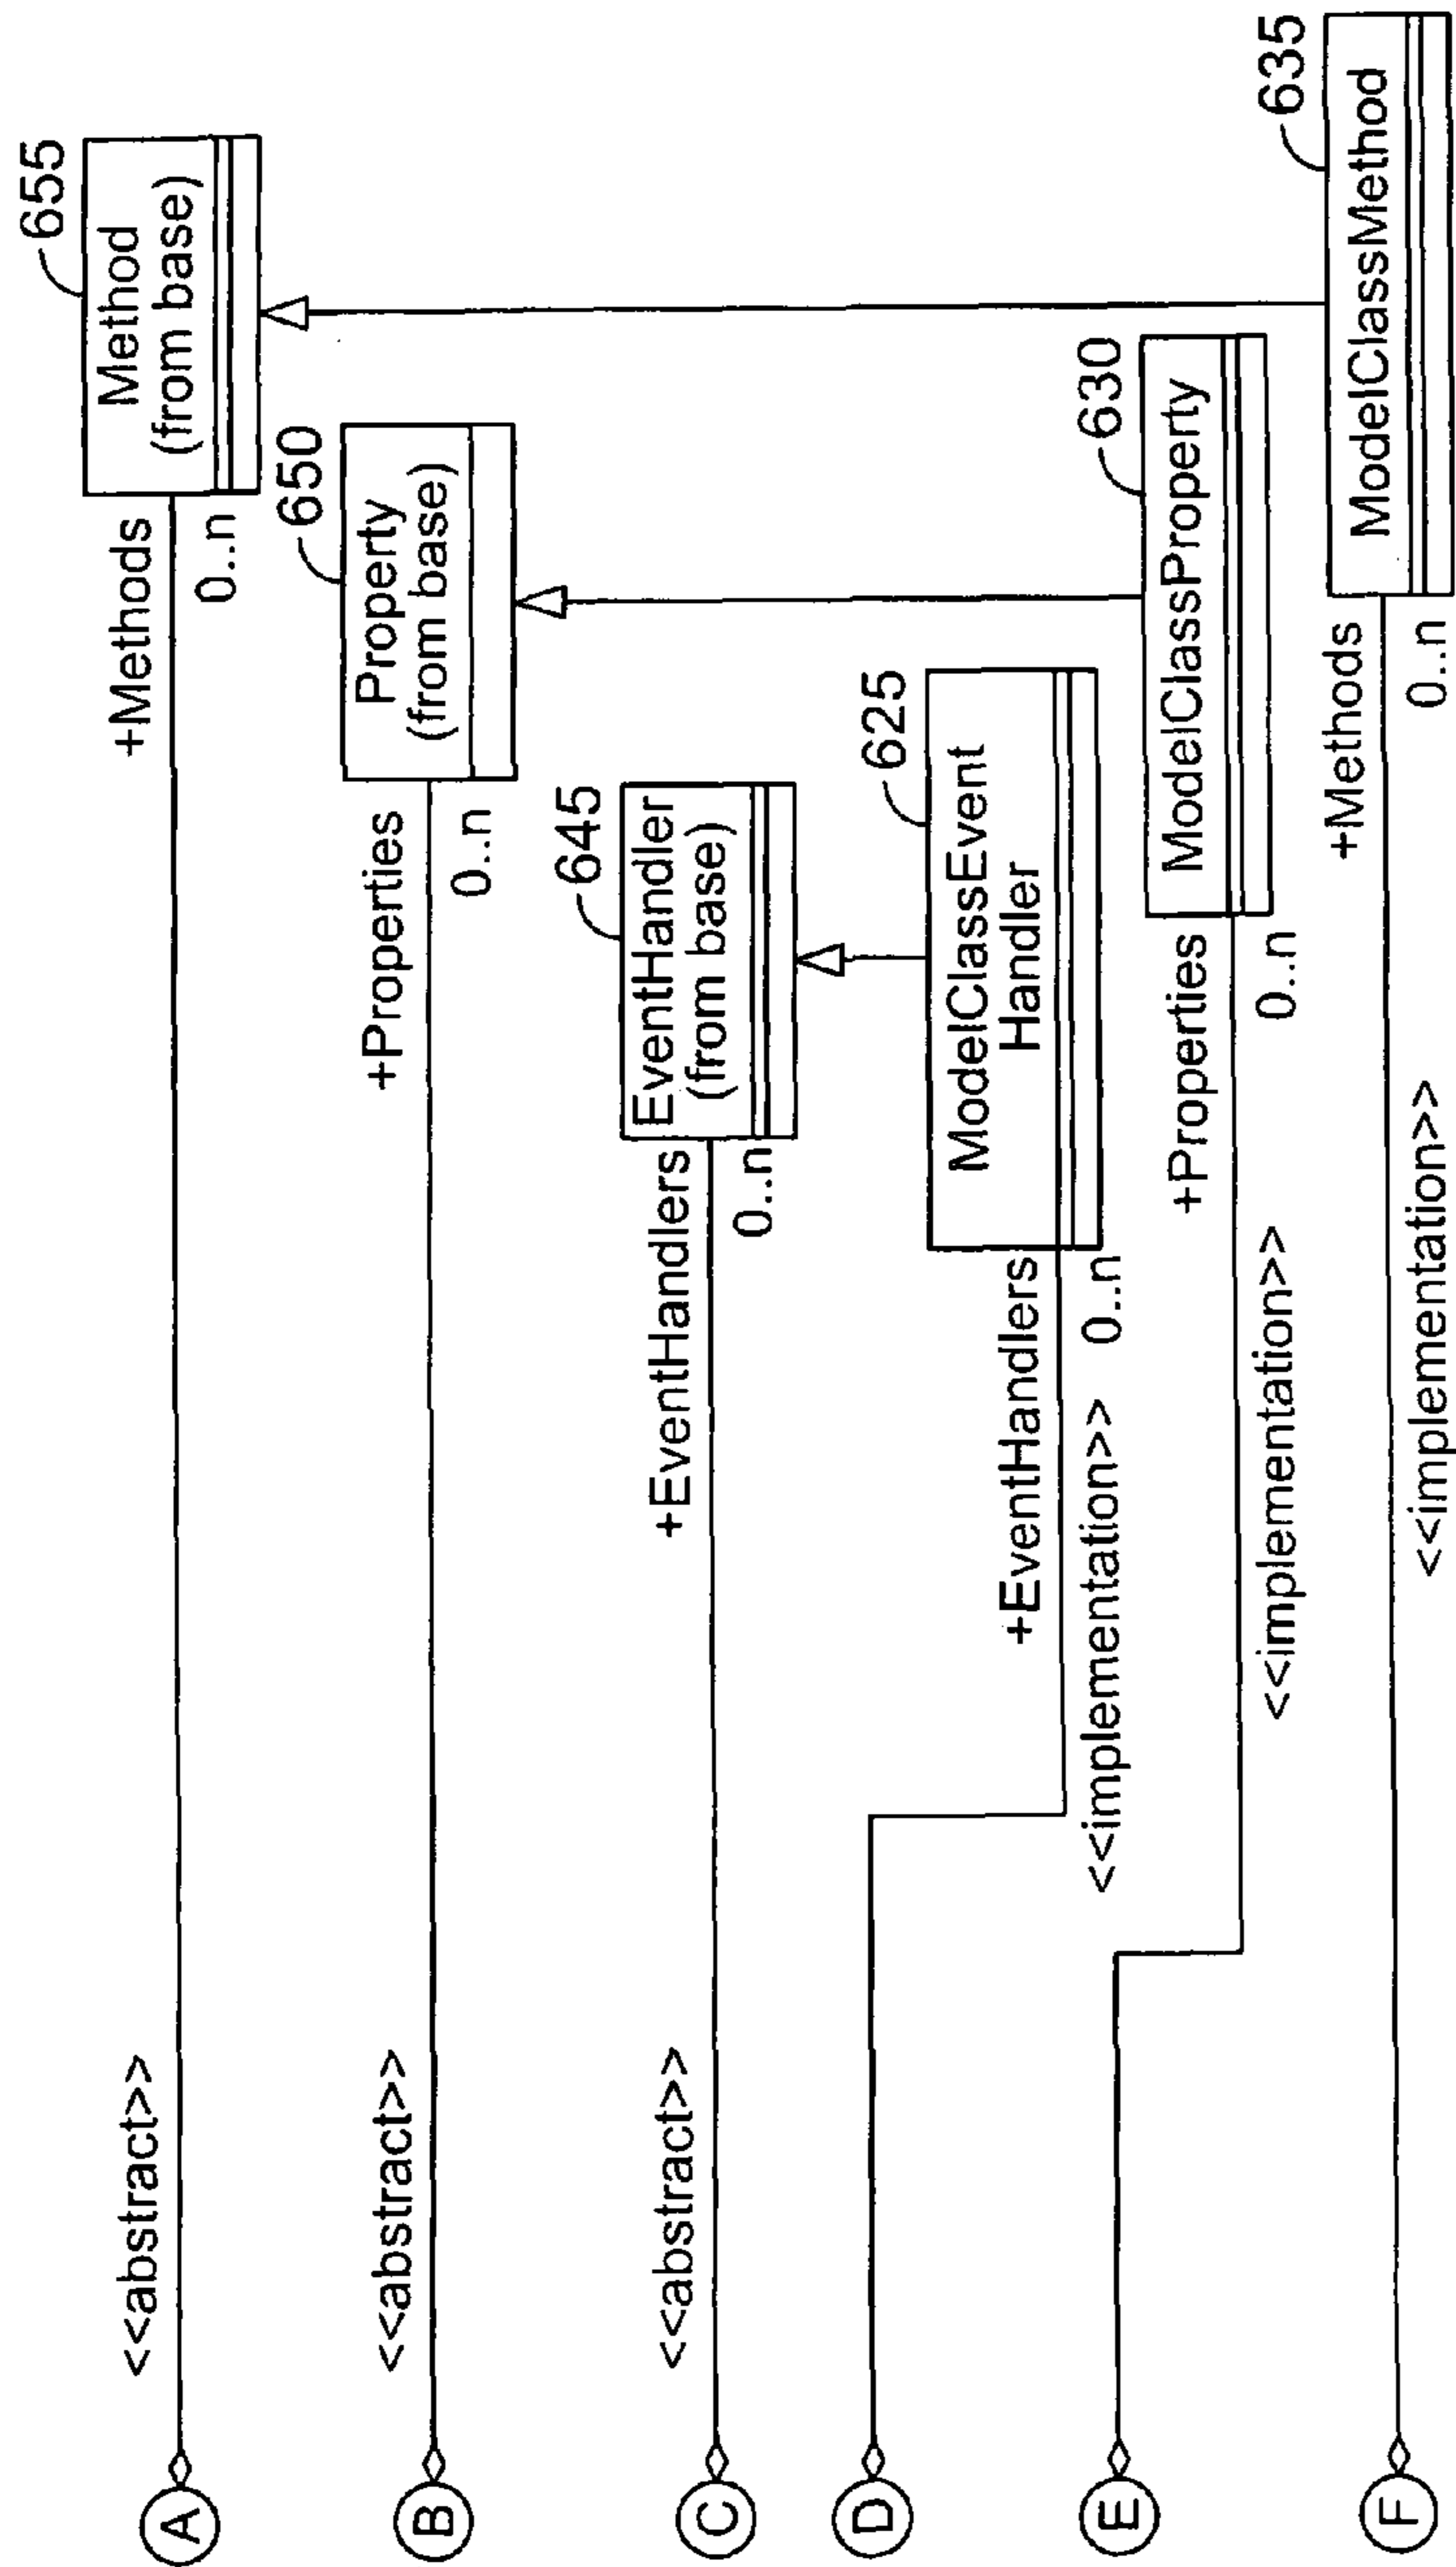 <<abstract>>
+Methods
655
Method
(from base)
0..n
A
<<abstract>>
+Properties
650
Property
(from base)
0..n
B
<<abstract>>
+EventHandlers
645
EventHandler
(from base)
0..n
C
D
+EventHandlers
625
ModelClassEvent
Handler
0..n
<<implementation>>
E
+Properties
630
ModelClassProperty
0..n
<<implementation>>
F
+Methods
635
ModelClassMethod
0..n
<<implementation>>